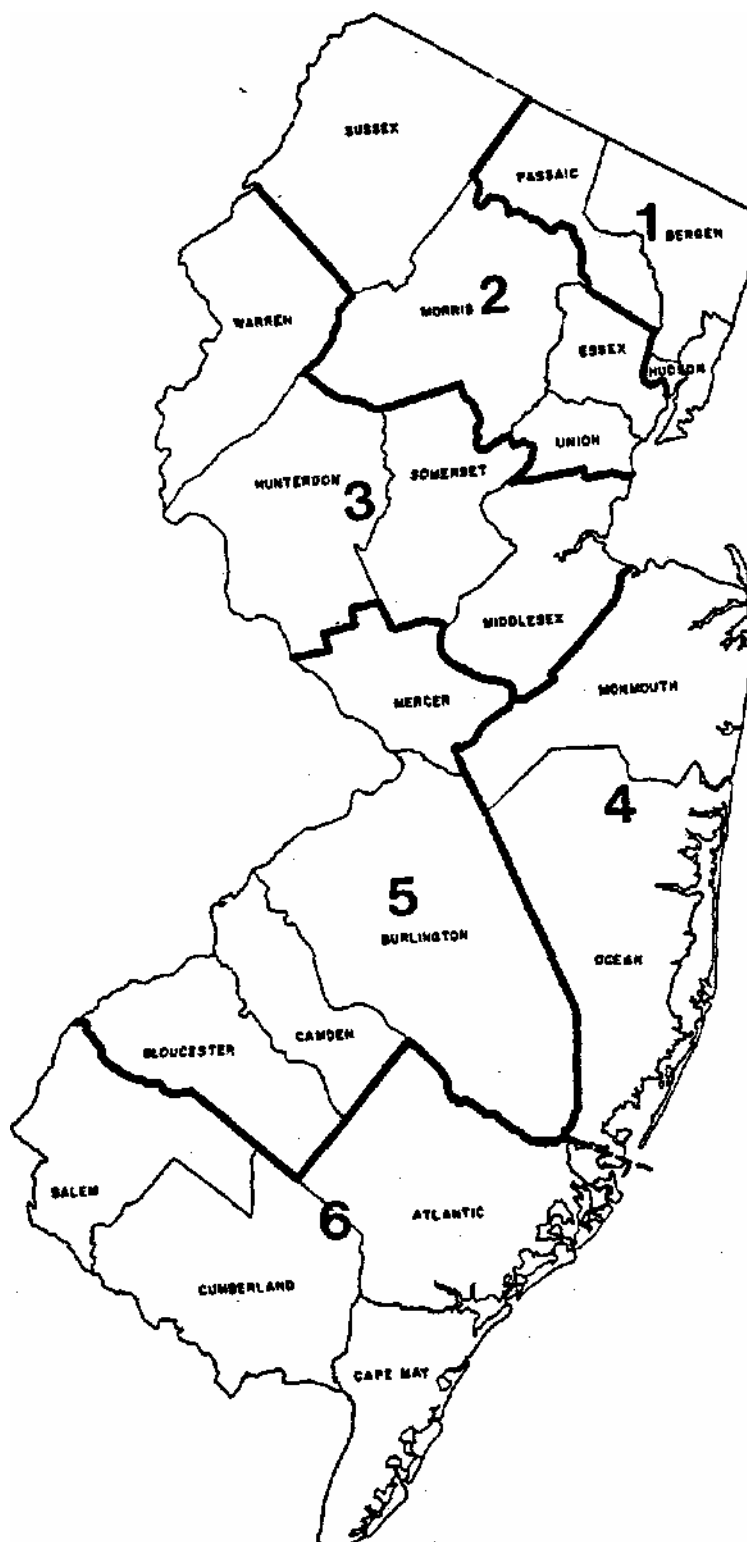 SUSSEX
PASSAIC
1
BERGEN
2
MORRIS
WARREN
ESSEX
HUDSON
UNION
HUNTERDON
SOMERSET
3
MIDDLESEX
MONMOUTH
MERCER
4
5
BURLINGTON
OCEAN
CAMDEN
GLOUCESTER
SALEM
6
ATLANTIC
CUMBERLAND
CAPE MAY